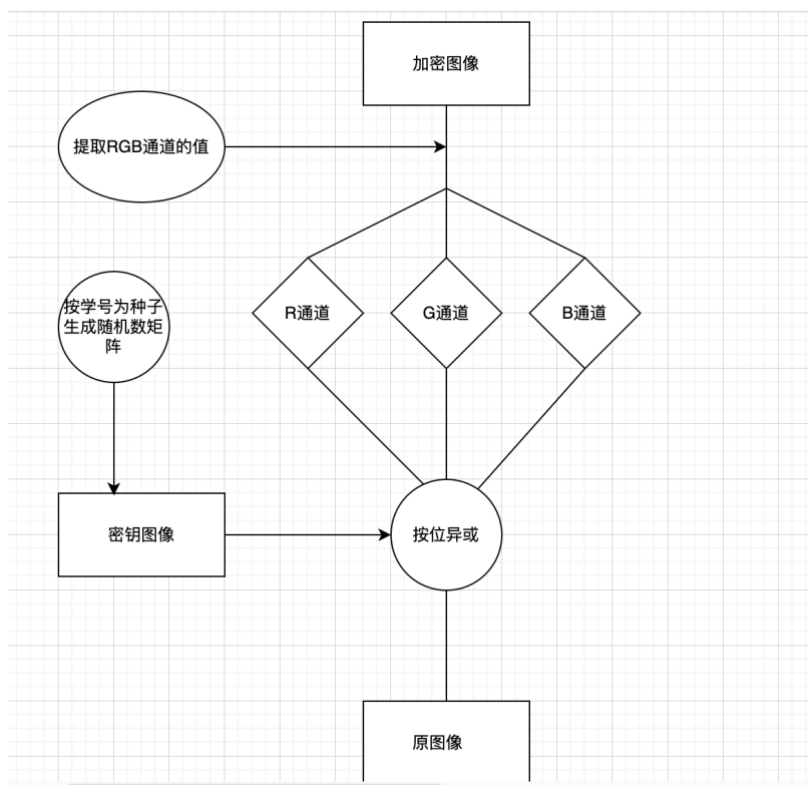 加密图像
提取RGB通道的值
按学号为种子
生成随机数矩
阵
R通道
G通道
B通道
密钥图像
按位异或
原图像